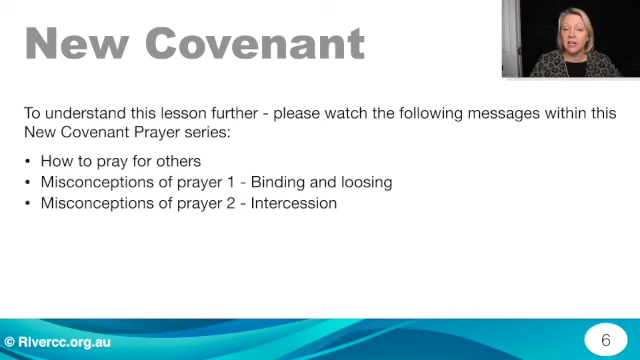 New Covenant
To understand this lesson further - please watch the following messages within this
New Covenant Prayer series:
• How to pray for others
• Misconceptions of prayer 1 - Binding and loosing
• Misconceptions of prayer 2 - Intercession
© Rivercc.org.au
6